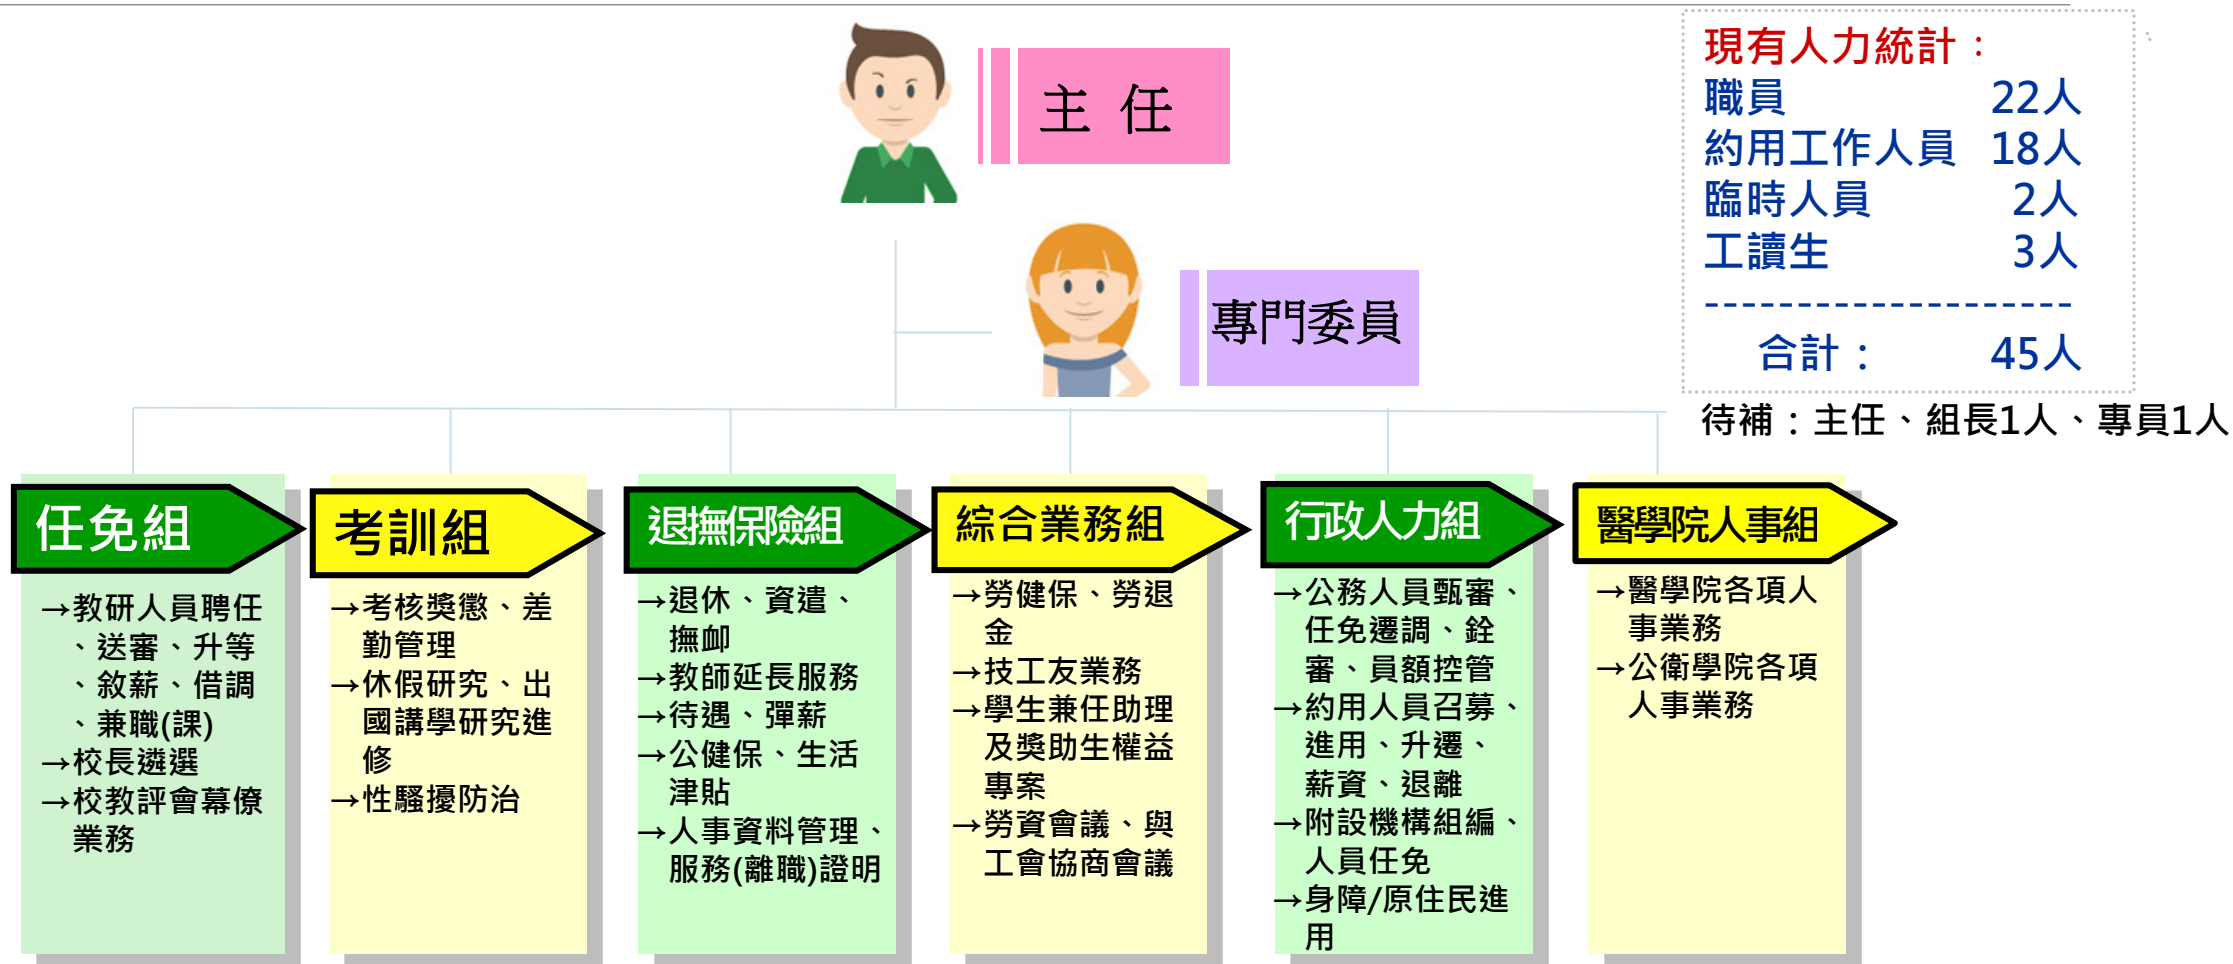 主 任
專門委員
現有人力統計：
職員 22人
約用工作人員 18人
臨時人員 2人
工讀生 3人
--------------------
合計： 45人
待補：主任、組長1人、專員1人
任免組
→教研人員聘任
、送審、升等
、敘薪、借調
、兼職(課)
→校長遴選
→校教評會幕僚
業務
考訓組
→考核獎懲、差
勤管理
→休假研究、出
國講學研究進
修
→性騷擾防治
退撫保險組
→退休、資遣、
撫卹
→教師延長服務
→待遇、彈薪
→公健保、生活
津貼
→人事資料管理、
服務(離職)證明
綜合業務組
→勞健保、勞退
金
→技工友業務
→學生兼任助理
及獎助生權益
專案
→勞資會議、與
工會協商會議
行政人力組
→公務人員甄審、
任免遷調、銓
審、員額控管
→約用人員召募、
進用、升遷、
薪資、退離
→附設機構組編、
人員任免
→身障/原住民進
用
醫學院人事組
→醫學院各項人
事業務
→公衛學院各項
人事業務